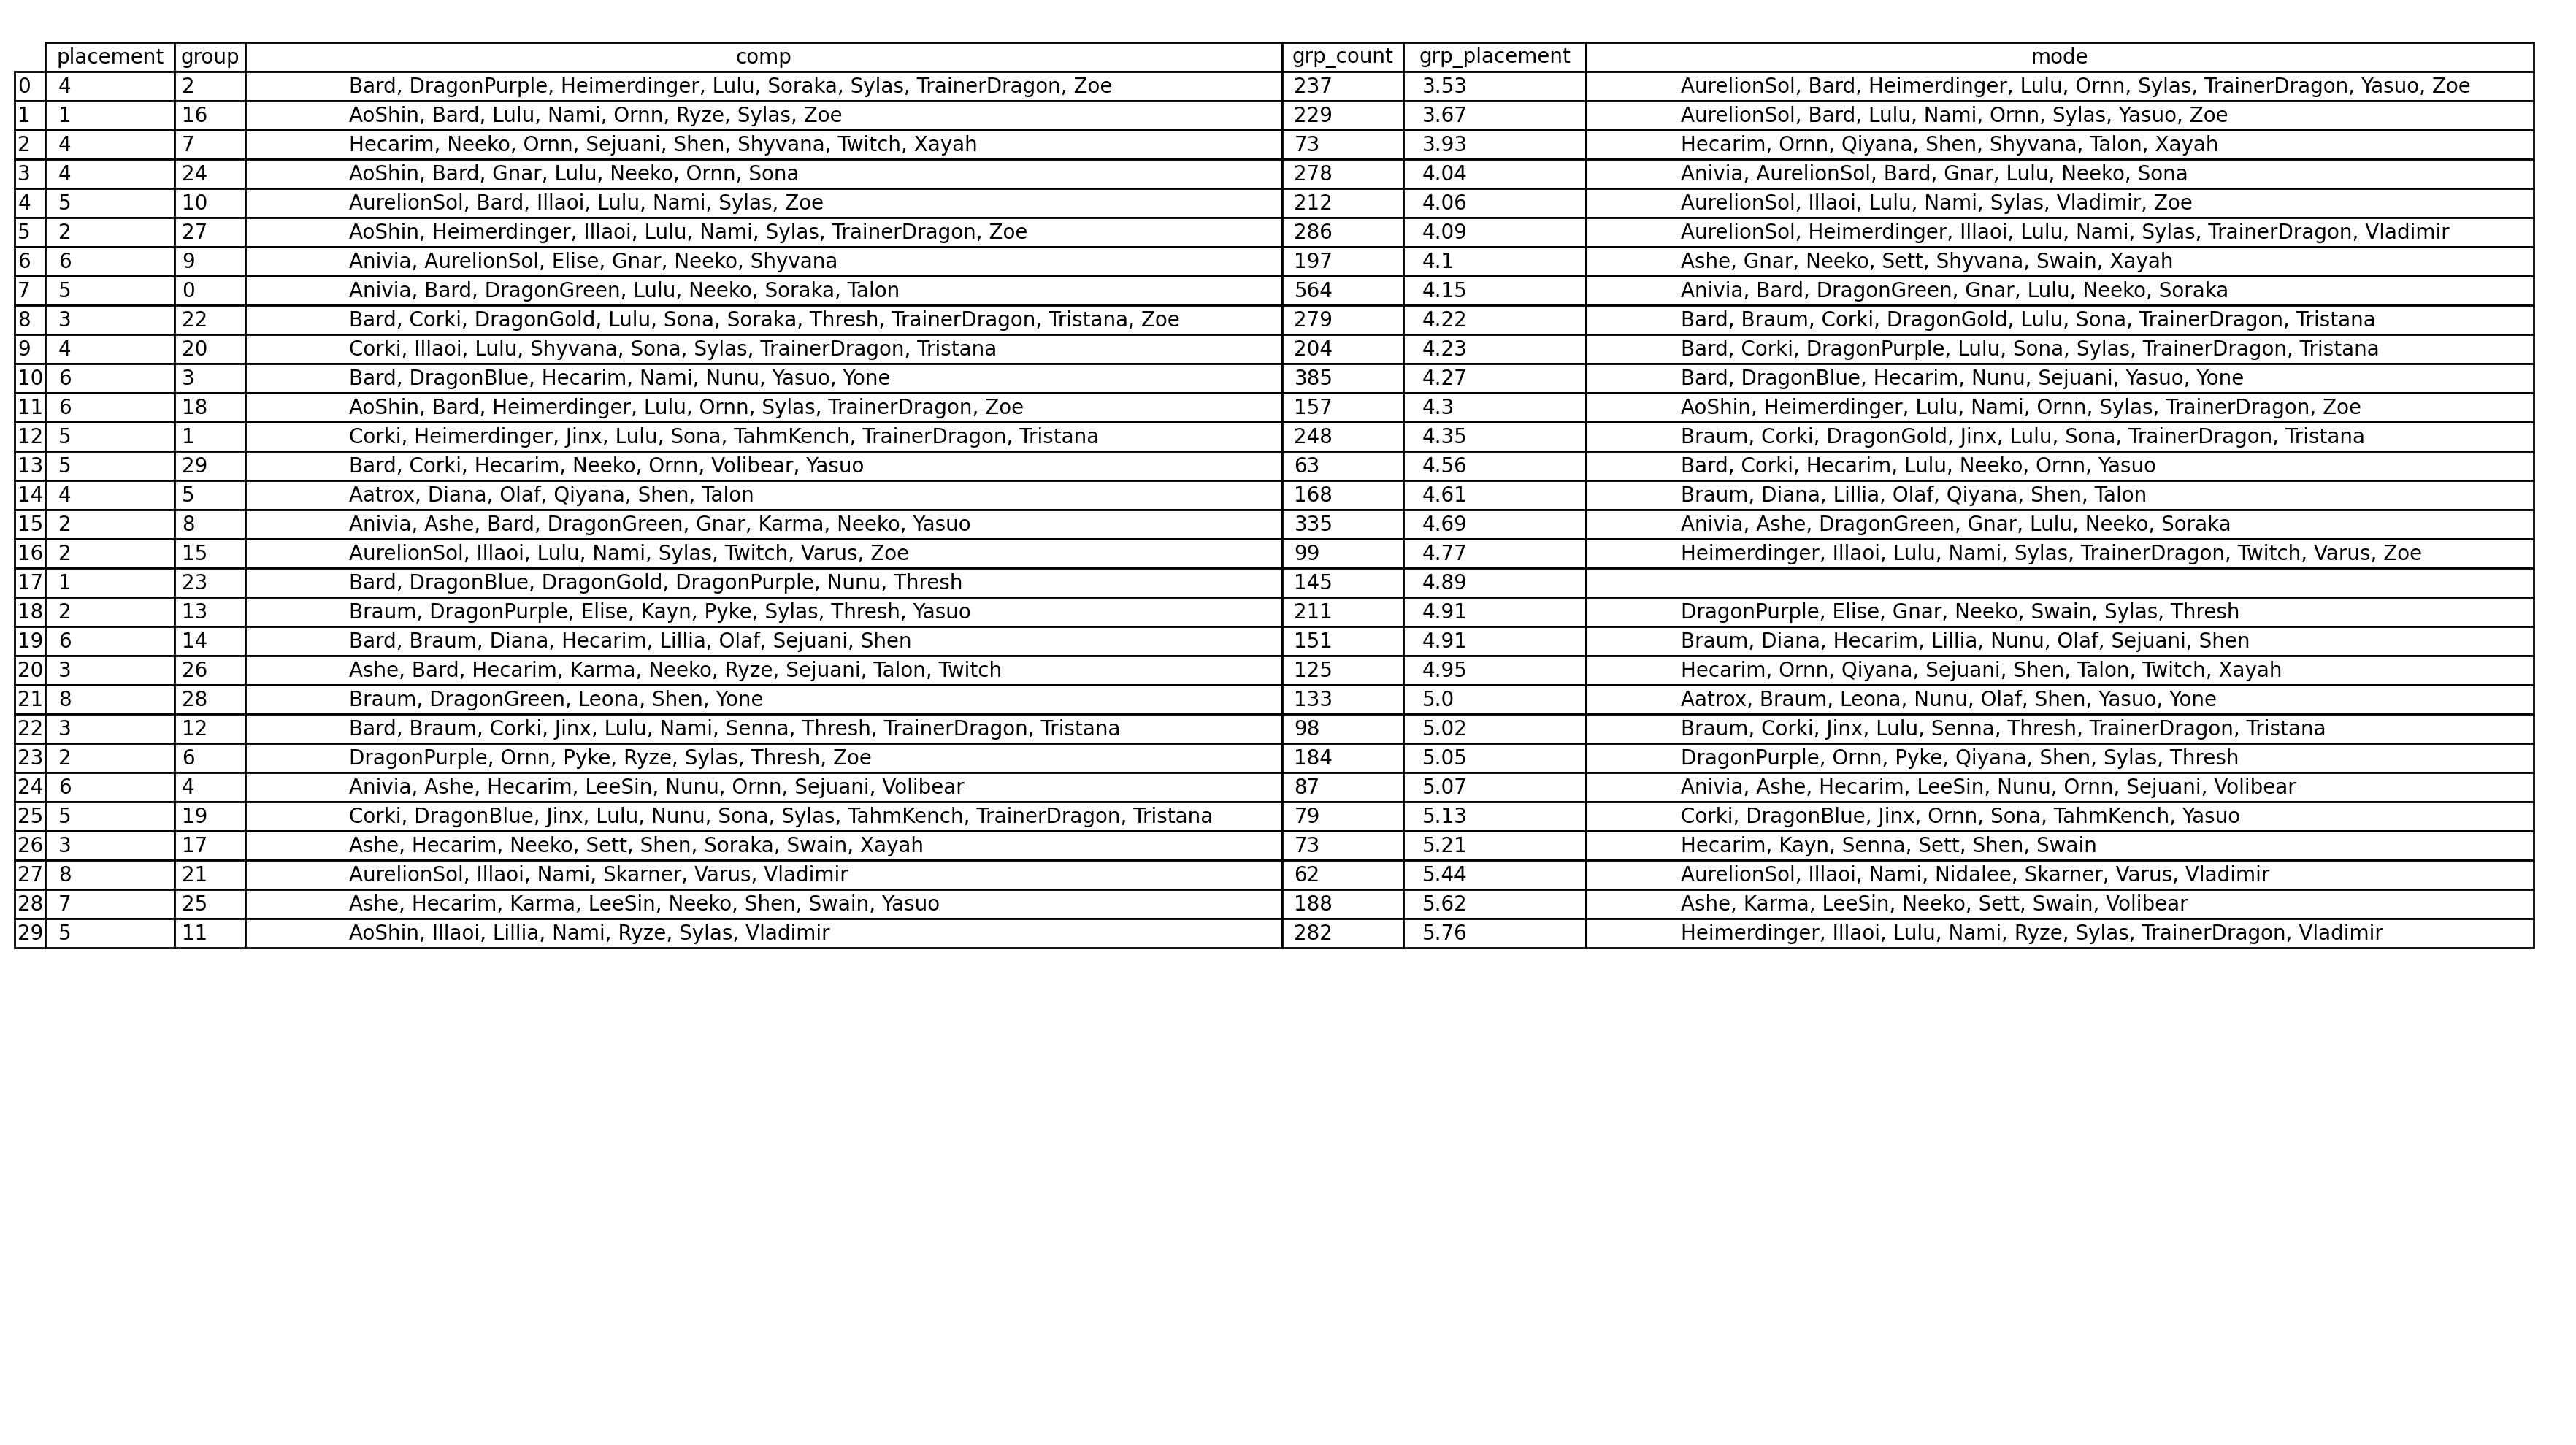 placement group comp grp_count grp_placement mode
0 4 2 Bard, DragonPurple, Heimerdinger, Lulu, Soraka, Sylas, TrainerDragon, Zoe 237 3.53 AurelionSol, Bard, Heimerdinger, Lulu, Ornn, Sylas, TrainerDragon, Yasuo, Zoe
1 1 16 AoShin, Bard, Lulu, Nami, Ornn, Ryze, Sylas, Zoe 229 3.67 AurelionSol, Bard, Lulu, Nami, Ornn, Sylas, Yasuo, Zoe
2 4 7 Hecarim, Neeko, Ornn, Sejuani, Shen, Shyvana, Twitch, Xayah 73 3.93 Hecarim, Ornn, Qiyana, Shen, Shyvana, Talon, Xayah
3 4 24 AoShin, Bard, Gnar, Lulu, Neeko, Ornn, Sona 278 4.04 Anivia, AurelionSol, Bard, Gnar, Lulu, Neeko, Sona
4 5 10 AurelionSol, Bard, Illaoi, Lulu, Nami, Sylas, Zoe 212 4.06 AurelionSol, Illaoi, Lulu, Nami, Sylas, Vladimir, Zoe
5 2 27 AoShin, Heimerdinger, Illaoi, Lulu, Nami, Sylas, TrainerDragon, Zoe 286 4.09 AurelionSol, Heimerdinger, Illaoi, Lulu, Nami, Sylas, TrainerDragon, Vladimir
6 6 9 Anivia, AurelionSol, Elise, Gnar, Neeko, Shyvana 197 4.1 Ashe, Gnar, Neeko, Sett, Shyvana, Swain, Xayah
7 5 0 Anivia, Bard, DragonGreen, Lulu, Neeko, Soraka, Talon 564 4.15 Anivia, Bard, DragonGreen, Gnar, Lulu, Neeko, Soraka
8 3 22 Bard, Corki, DragonGold, Lulu, Sona, Soraka, Thresh, TrainerDragon, Tristana, Zoe 279 4.22 Bard, Braum, Corki, DragonGold, Lulu, Sona, TrainerDragon, Tristana
9 4 20 Corki, Illaoi, Lulu, Shyvana, Sona, Sylas, TrainerDragon, Tristana 204 4.23 Bard, Corki, DragonPurple, Lulu, Sona, Sylas, TrainerDragon, Tristana
10 6 3 Bard, DragonBlue, Hecarim, Nami, Nunu, Yasuo, Yone 385 4.27 Bard, DragonBlue, Hecarim, Nunu, Sejuani, Yasuo, Yone
11 6 18 AoShin, Bard, Heimerdinger, Lulu, Ornn, Sylas, TrainerDragon, Zoe 157 4.3 AoShin, Heimerdinger, Lulu, Nami, Ornn, Sylas, TrainerDragon, Zoe
12 5 1 Corki, Heimerdinger, Jinx, Lulu, Sona, TahmKench, TrainerDragon, Tristana 248 4.35 Braum, Corki, DragonGold, Jinx, Lulu, Sona, TrainerDragon, Tristana
13 5 29 Bard, Corki, Hecarim, Neeko, Ornn, Volibear, Yasuo 63 4.56 Bard, Corki, Hecarim, Lulu, Neeko, Ornn, Yasuo
14 4 5 Aatrox, Diana, Olaf, Qiyana, Shen, Talon 168 4.61 Braum, Diana, Lillia, Olaf, Qiyana, Shen, Talon
15 2 8 Anivia, Ashe, Bard, DragonGreen, Gnar, Karma, Neeko, Yasuo 335 4.69 Anivia, Ashe, DragonGreen, Gnar, Lulu, Neeko, Soraka
16 2 15 AurelionSol, Illaoi, Lulu, Nami, Sylas, Twitch, Varus, Zoe 99 4.77 Heimerdinger, Illaoi, Lulu, Nami, Sylas, TrainerDragon, Twitch, Varus, Zoe
17 1 23 Bard, DragonBlue, DragonGold, DragonPurple, Nunu, Thresh 145 4.89
18 2 13 Braum, DragonPurple, Elise, Kayn, Pyke, Sylas, Thresh, Yasuo 211 4.91 DragonPurple, Elise, Gnar, Neeko, Swain, Sylas, Thresh
19 6 14 Bard, Braum, Diana, Hecarim, Lillia, Olaf, Sejuani, Shen 151 4.91 Braum, Diana, Hecarim, Lillia, Nunu, Olaf, Sejuani, Shen
20 3 26 Ashe, Bard, Hecarim, Karma, Neeko, Ryze, Sejuani, Talon, Twitch 125 4.95 Hecarim, Ornn, Qiyana, Sejuani, Shen, Talon, Twitch, Xayah
21 8 28 Braum, DragonGreen, Leona, Shen, Yone 133 5.0 Aatrox, Braum, Leona, Nunu, Olaf, Shen, Yasuo, Yone
22 3 12 Bard, Braum, Corki, Jinx, Lulu, Nami, Senna, Thresh, TrainerDragon, Tristana 98 5.02 Braum, Corki, Jinx, Lulu, Senna, Thresh, TrainerDragon, Tristana
23 2 6 DragonPurple, Ornn, Pyke, Ryze, Sylas, Thresh, Zoe 184 5.05 DragonPurple, Ornn, Pyke, Qiyana, Shen, Sylas, Thresh
24 6 4 Anivia, Ashe, Hecarim, LeeSin, Nunu, Ornn, Sejuani, Volibear 87 5.07 Anivia, Ashe, Hecarim, LeeSin, Nunu, Ornn, Sejuani, Volibear
25 5 19 Corki, DragonBlue, Jinx, Lulu, Nunu, Sona, Sylas, TahmKench, TrainerDragon, Tristana 79 5.13 Corki, DragonBlue, Jinx, Ornn, Sona, TahmKench, Yasuo
26 3 17 Ashe, Hecarim, Neeko, Sett, Shen, Soraka, Swain, Xayah 73 5.21 Hecarim, Kayn, Senna, Sett, Shen, Swain
27 8 21 AurelionSol, Illaoi, Nami, Skarner, Varus, Vladimir 62 5.44 AurelionSol, Illaoi, Nami, Nidalee, Skarner, Varus, Vladimir
28 7 25 Ashe, Hecarim, Karma, LeeSin, Neeko, Shen, Swain, Yasuo 188 5.62 Ashe, Karma, LeeSin, Neeko, Sett, Swain, Volibear
29 5 11 AoShin, Illaoi, Lillia, Nami, Ryze, Sylas, Vladimir 282 5.76 Heimerdinger, Illaoi, Lulu, Nami, Ryze, Sylas, TrainerDragon, Vladimir